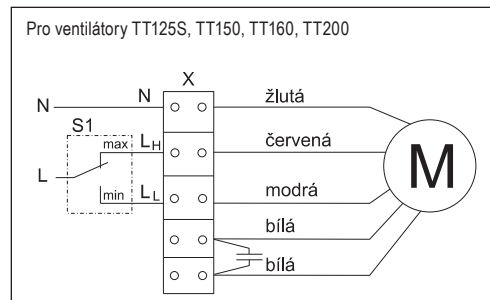 Pro ventilátory TT125S, TT150, TT160, TT200
X
N N žlutá
S1
max LH červená
L M
min LL modrá
bílá
bílá